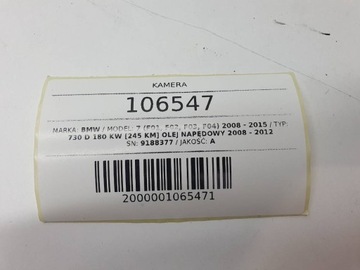 KAMERA
106547
MARKA: BMW / MODEL: 7 (F01, F02, F03, F04) 2008 - 2015 / TYP:
730 D 180 KW [245 KM] OLEJ NAPĘDOWY 2008 - 2012
SN: 9188377 / JAKOŚĆ: A
2000001065471